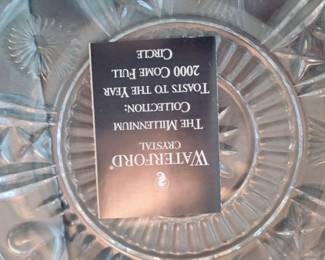 WATERFORD®
CRYSTAL
THE MILLENNIUM
COLLECTION:
TOASTS TO THE YEAR
2000 COME FULL
CIRCLE